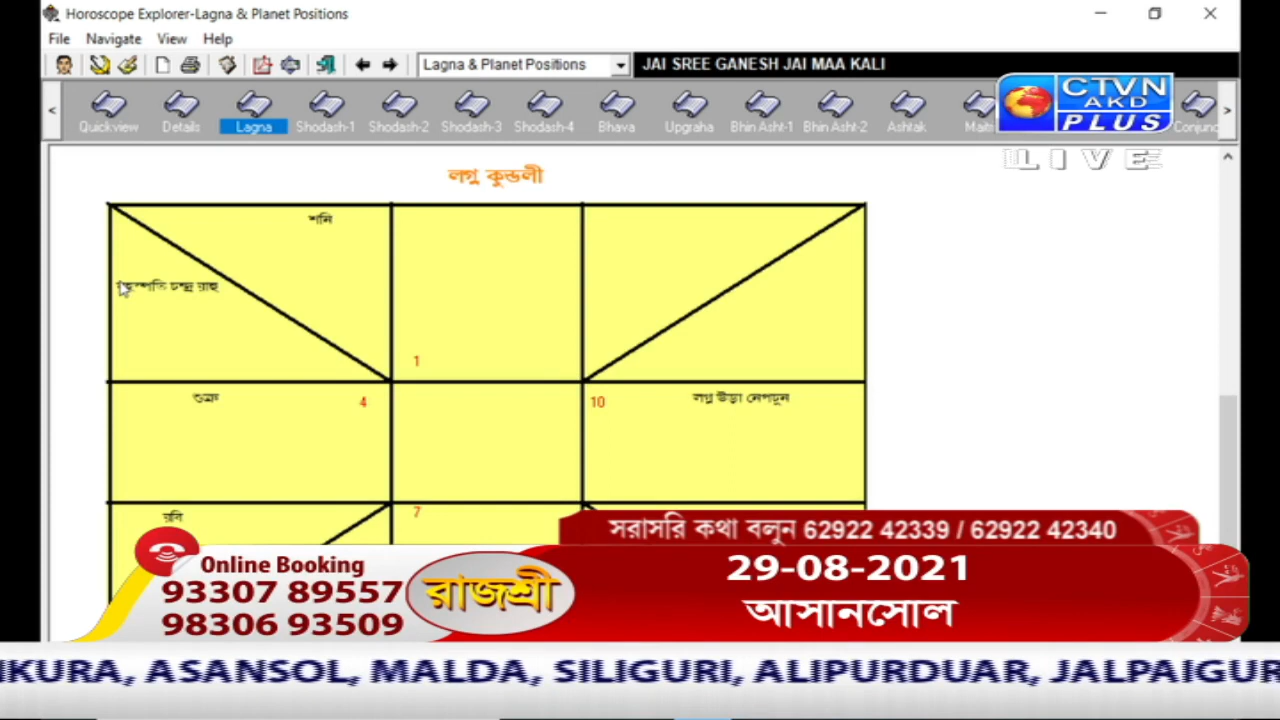 Horoscope Explorer-Lagna & Planet Positions
File Navigate View Help
Lagna & Planet Positions
JAI SREE GANESH JAI MAA KALI
< Quickview Details Lagna Shodash-1 Shodash-2 Shodash-3 Shodash-4 Bhava Upgraha Bhin Asht-1 Bhin Asht-2 Ashtak Conjunc >
CTVN
AKD
PLUS
LIVE
লগ্ন কুন্ডলী
শনি
চন্দ্র রাহু
1
শুক্র 4 10 লগ্ন নেপচুন
রবি 7
সরাসরি কথা বলুন 62922 42339 / 62922 42340
Online Booking
93307 89557
98306 93509
রাজশ্রী
29-08-2021
আসানসোল
NKURA, ASANSOL, MALDA, SILIGURI, ALIPURDUAR, JALPAIGUR